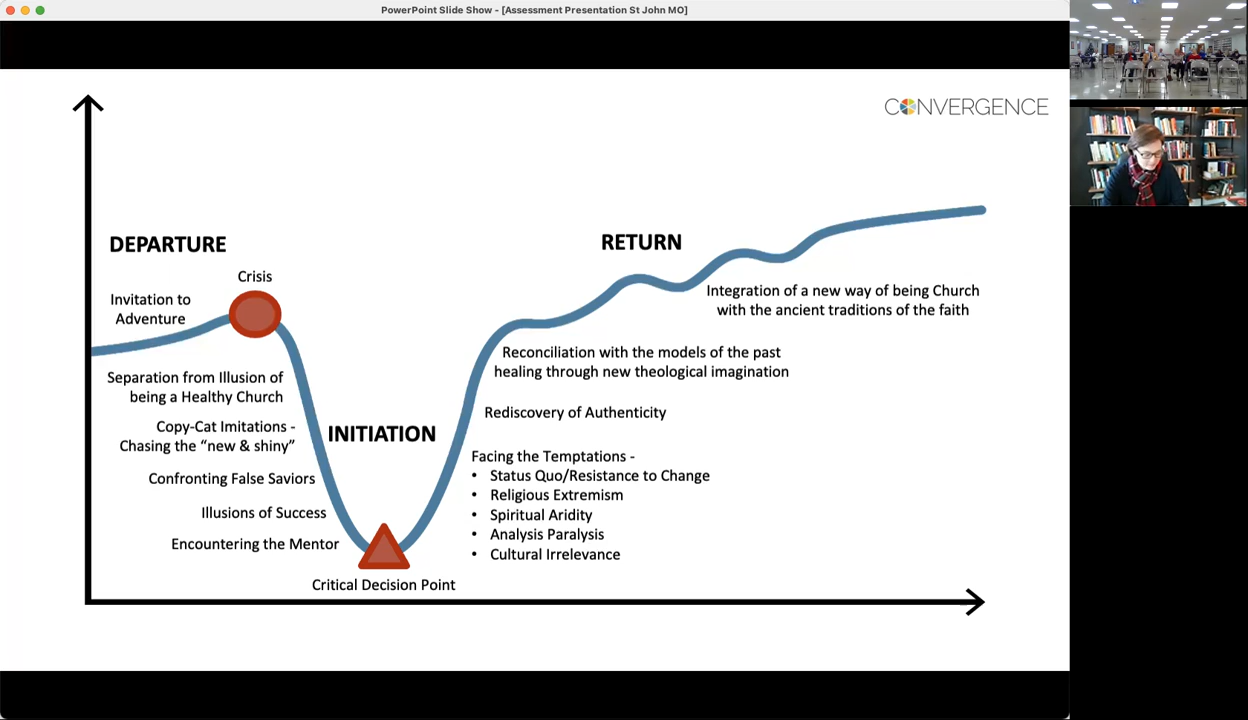 PowerPoint Slide Show - [Assessment Presentation St John MO]
CONVERGENCE
DEPARTURE
Crisis
Invitation to
Adventure
Separation from Illusion of
being a Healthy Church
Copy-Cat Imitations -
Chasing the “new & shiny”
Confronting False Saviors
Illusions of Success
Encountering the Mentor
INITIATION
Critical Decision Point
RETURN
Integration of a new way of being Church
with the ancient traditions of the faith
Reconciliation with the models of the past
healing through new theological imagination
Rediscovery of Authenticity
Facing the Temptations -
• Status Quo/Resistance to Change
• Religious Extremism
• Spiritual Aridity
• Analysis Paralysis
• Cultural Irrelevance